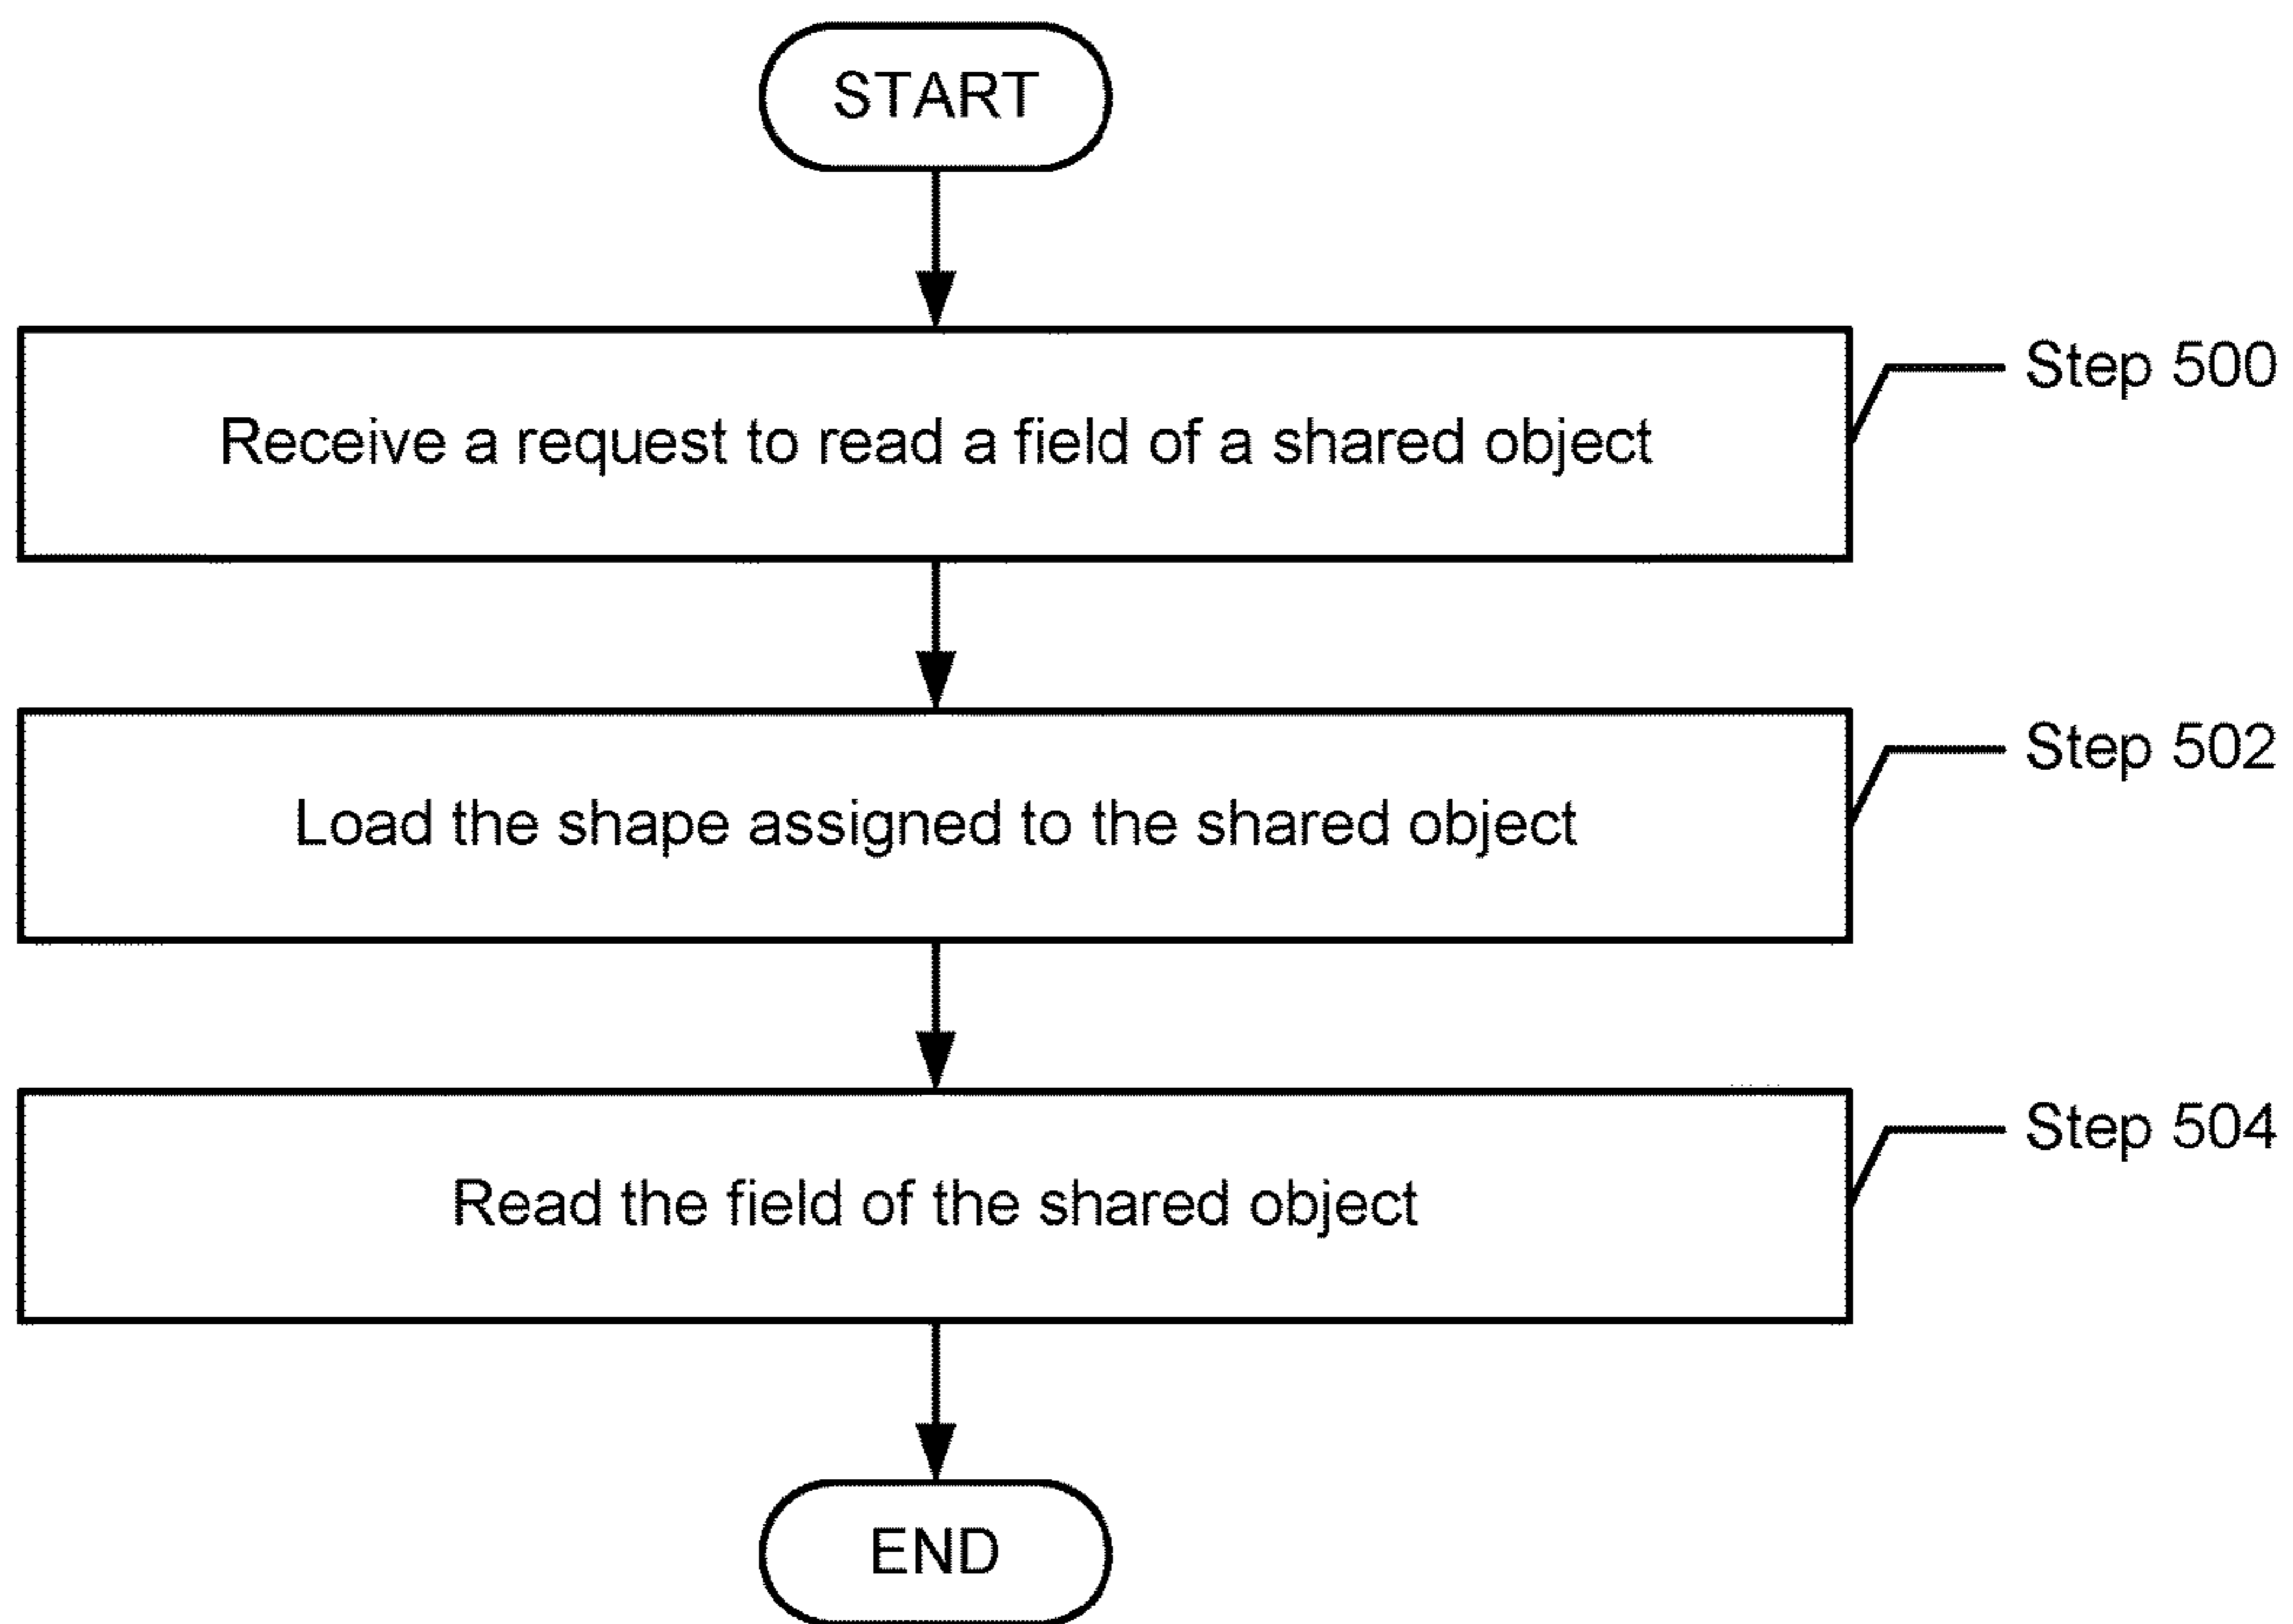 START
Receive a request to read a field of a shared object
Step 500
Load the shape assigned to the shared object
Step 502
Read the field of the shared object
Step 504
END